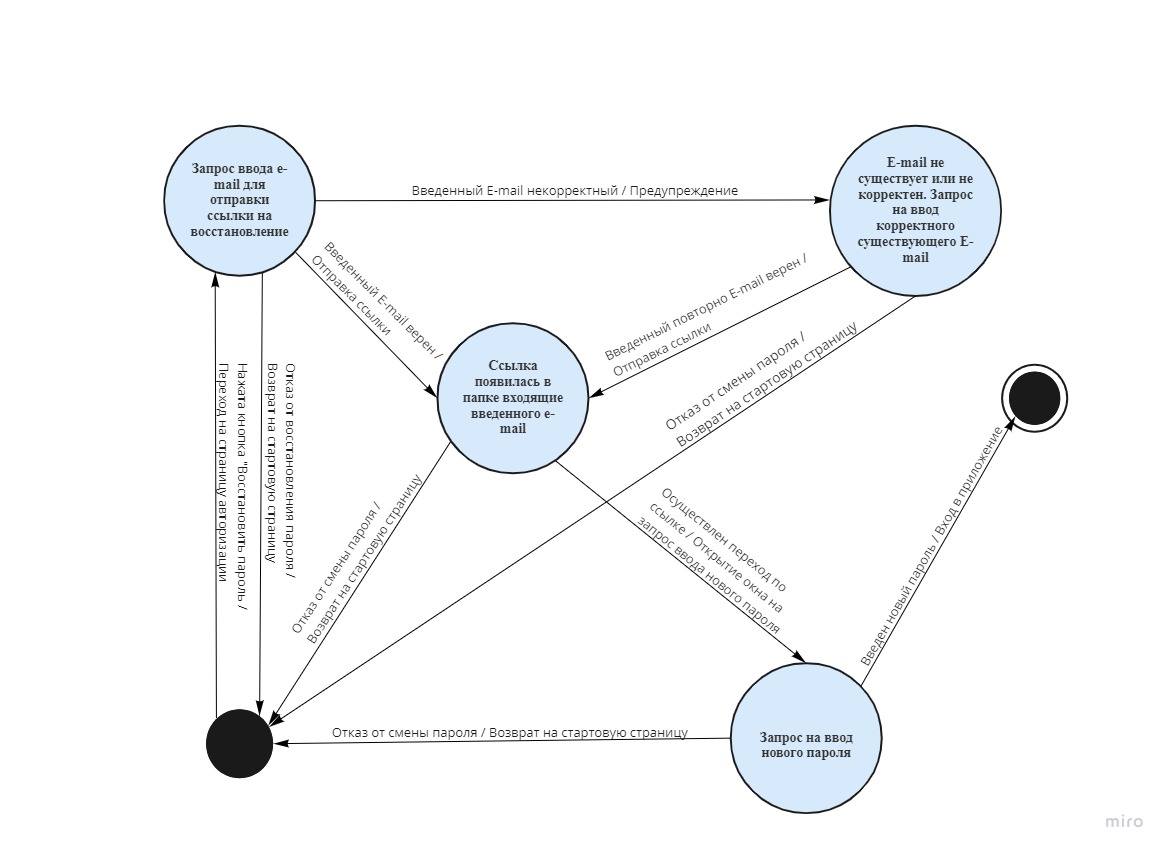 Запрос ввода e-
mail для
отправки
ссылки на
восстановление
Введенный E-mail некорректный / Предупреждение
E-mail не
существует или не
корректен. Запрос
на ввод
корректного
существующего E-
mail
Введенный E-mail верен /
Отправка ссылки
Введенный повторно E-mail верен /
Отправка ссылки
Ссылка
появилась в
папке входящие
введенного e-
mail
Отказ от смены пароля /
Возврат на стартовую страницу
Отказ от восстановления пароля /
Возврат на стартовую страницу
Нажата кнопка "Восстановить пароль /
Переход на страницу авторизации
Отказ от смены пароля /
Возврат на стартовую страницу
Осуществлен переход по
ссылке / Открытие окна на
запрос ввода нового пароля
Введен новый пароль / Вход в приложение
Отказ от смены пароля / Возврат на стартовую страницу
Запрос на ввод
нового пароля
miro